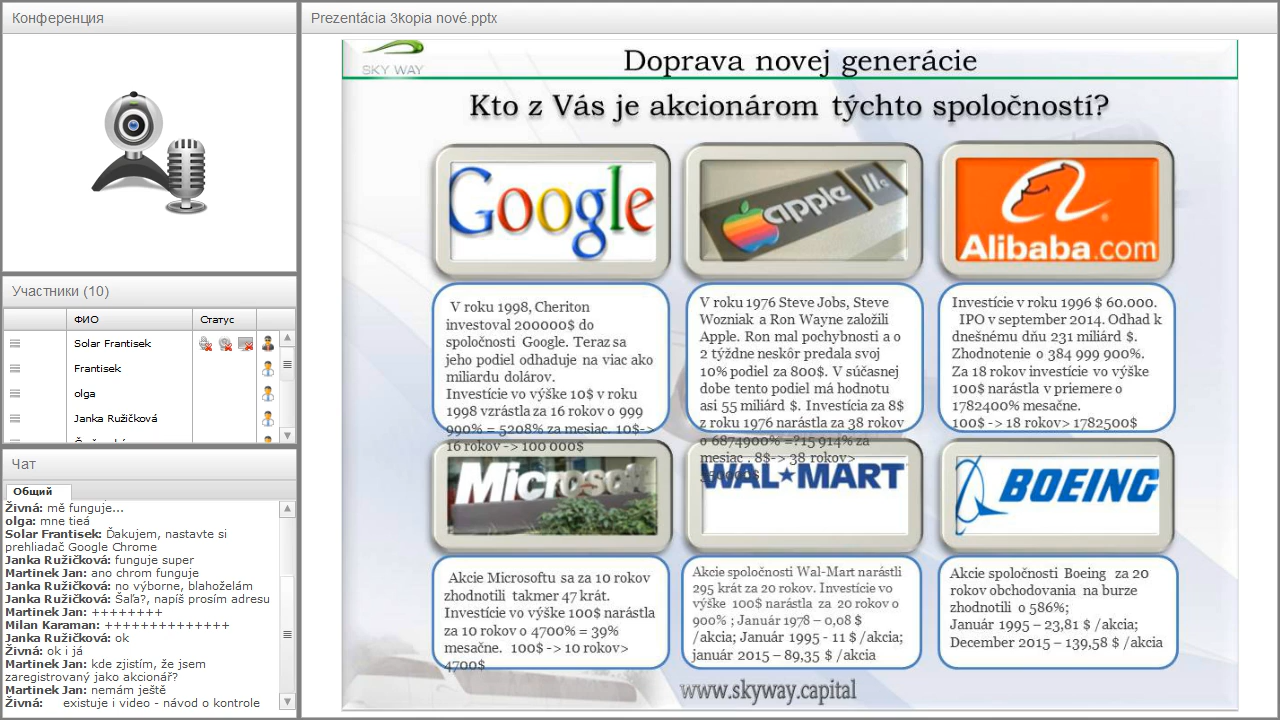 Конференция
Участники (10)
ФИО
Статус
Solar Frantisek
Frantisek
olga
Janka Ružičková
Чат
Общий
Živná: mě funguje...
olga: mne tieá
Solar Frantisek: Ďakujem, nastavte si
prehliadač Google Chrome
Janka Ružičková: funguje super
Martinek Jan: ano chrom funguje
Janka Ružičková: no výborne, blahoželám
Janka Ružičková: Šaľa?, napíš prosím adresu
Martinek Jan: ++++++++
Milan Karaman: ++++++++++++++
Janka Ružičková: ok
Živná: ok i já
Martinek Jan: kde zjistím, že jsem
zaregistrovaný jako akcionář?
Martinek Jan: nemám ještě
Živná: existuje i video - návod o kontrole
Prezentácia 3kopia nové.pptx
SKY WAY
Doprava novej generácie
Kto z Vás je akcionárom týchto spoločností?
Google
apple
Alibaba.com
V roku 1998, Cheriton
investoval 200000$ do
spoločnosti Google. Teraz sa
jeho podiel odhaduje na viac ako
miliardu dolárov.
Investície vo výške 10$ v roku
1998 vzrástla za 16 rokov o 999
990% = 5208% za mesiac. 10$->
16 rokov -> 100 000$
V roku 1976 Steve Jobs, Steve
Wozniak a Ron Wayne založili
Apple. Ron mal pochybnosti a o
2 týždne neskôr predala svoj
10% podiel za 800$. V súčasnej
dobe tento podiel má hodnotu
asi 55 miliárd $. Investícia za 8$
z roku 1976 narástla za 38 rokov
o 6874900% =?15 914% za
mesiac . 8$-> 38 rokov>
Investície v roku 1996 $ 60.000.
IPO v september 2014. Odhad k
dnešnému dňu 231 miliárd $.
Zhodnotenie o 384 999 900%.
Za 18 rokov investície vo výške
100$ narástla v priemere o
1782400% mesačne.
100$ -> 18 rokov> 1782500$
Microsoft
WAL★MART
BOEING
Akcie Microsoftu sa za 10 rokov
zhodnotili takmer 47 krát.
Investície vo výške 100$ narástla
za 10 rokov o 4700% = 39%
mesačne. 100$ -> 10 rokov>
4700$
Akcie spoločnosti Wal-Mart narástli
295 krát za 20 rokov. Investície vo
výške 100$ narástla za 20 rokov o
900% ; Január 1978 – 0,08 $
/akcia; Január 1995 - 11 $ /akcia;
január 2015 – 89,35 $ /akcia
Akcie spoločnosti Boeing za 20
rokov obchodovania na burze
zhodnotili o 586%;
Január 1995 – 23,81 $ /akcia;
December 2015 – 139,58 $ /akcia
www.skyway.capital